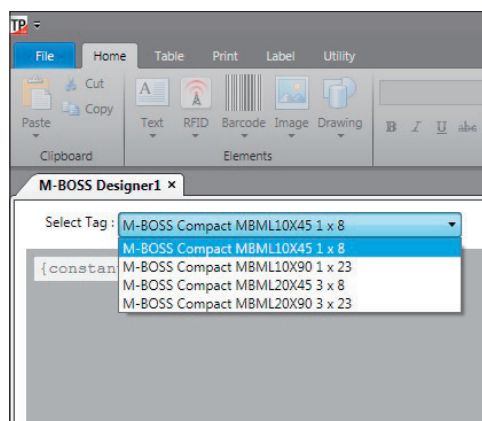 TP
File Home Table Print Label Utility
Cut
Copy
Paste
A
Text RFID Barcode Image Drawing
B I U abc
Clipboard Elements
M-BOSS Designer1 ×
Select Tag : M-BOSS Compact MBML10X45 1 x 8
M-BOSS Compact MBML10X45 1 x 8
M-BOSS Compact MBML10X90 1 x 23
M-BOSS Compact MBML20X45 3 x 8
M-BOSS Compact MBML20X90 3 x 23
{constan